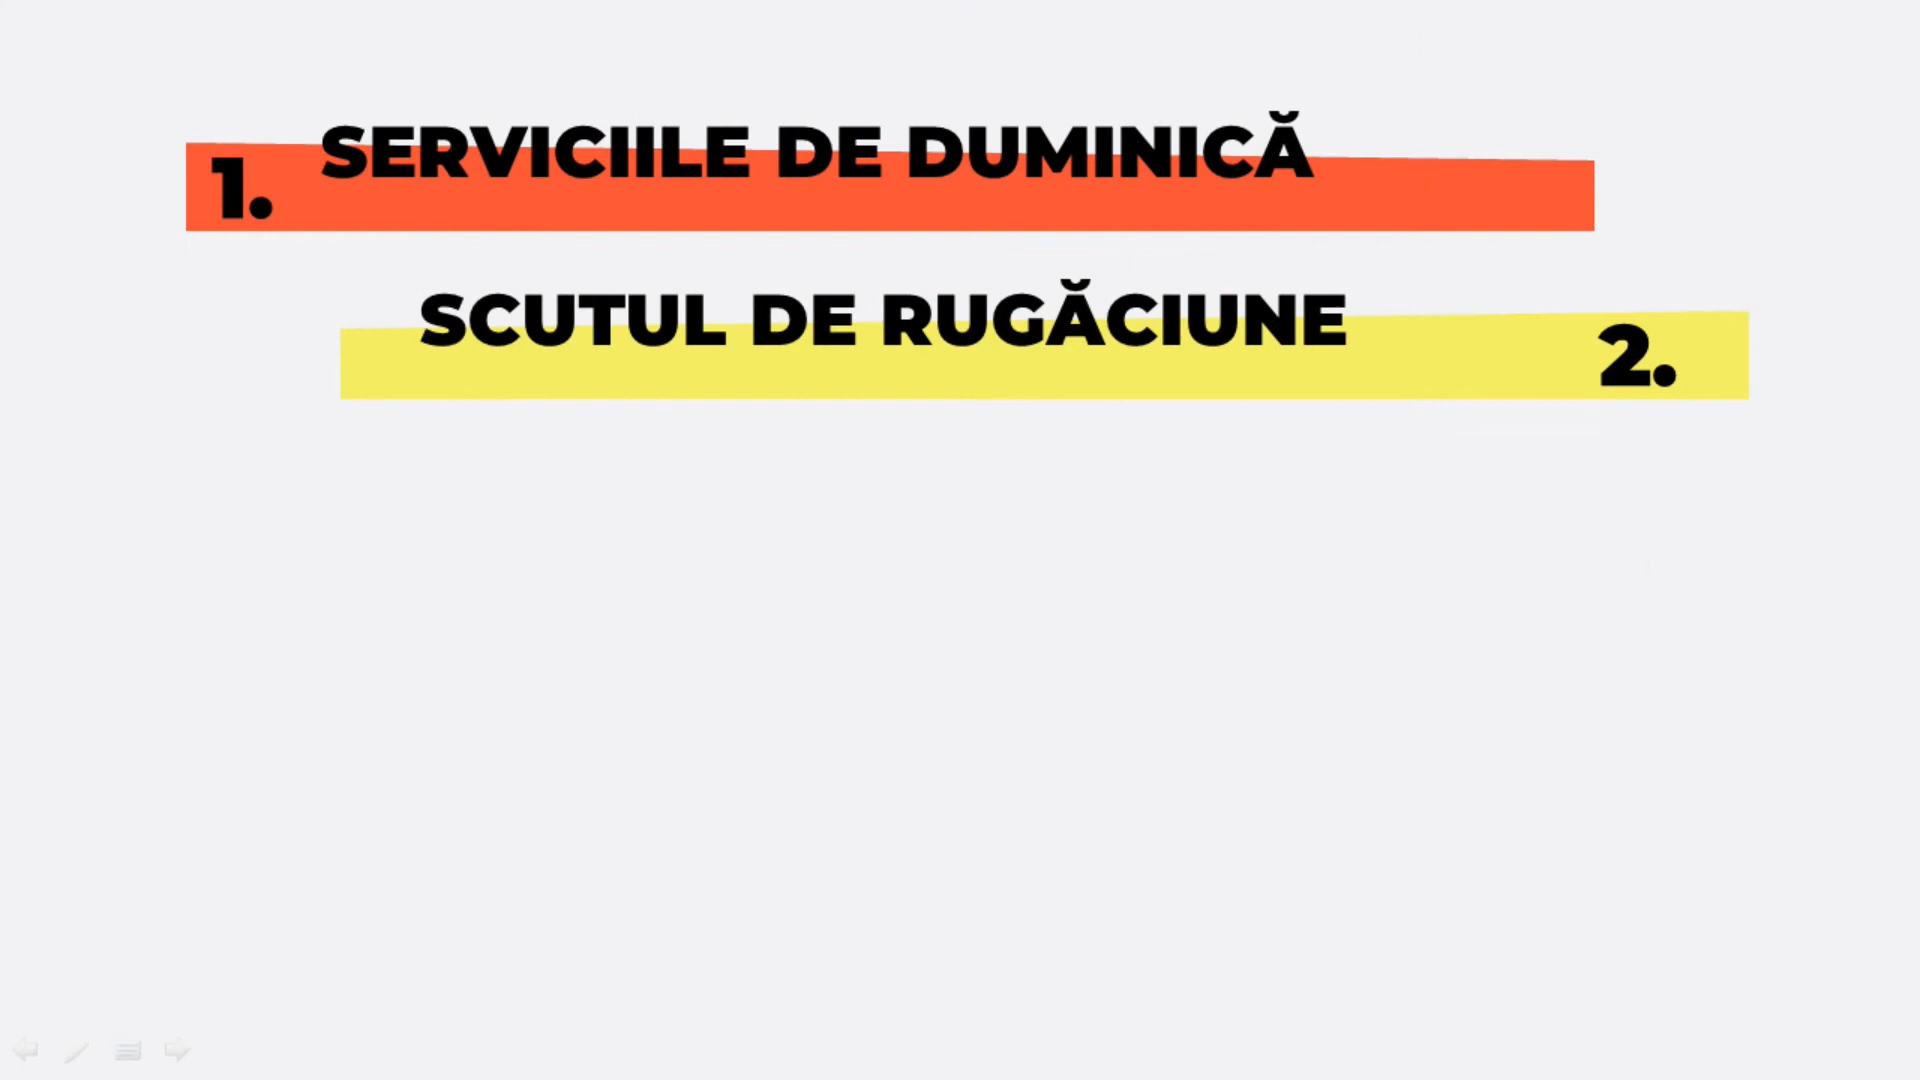 1. SERVICIILE DE DUMINICĂ
SCUTUL DE RUGĂCIUNE 2.